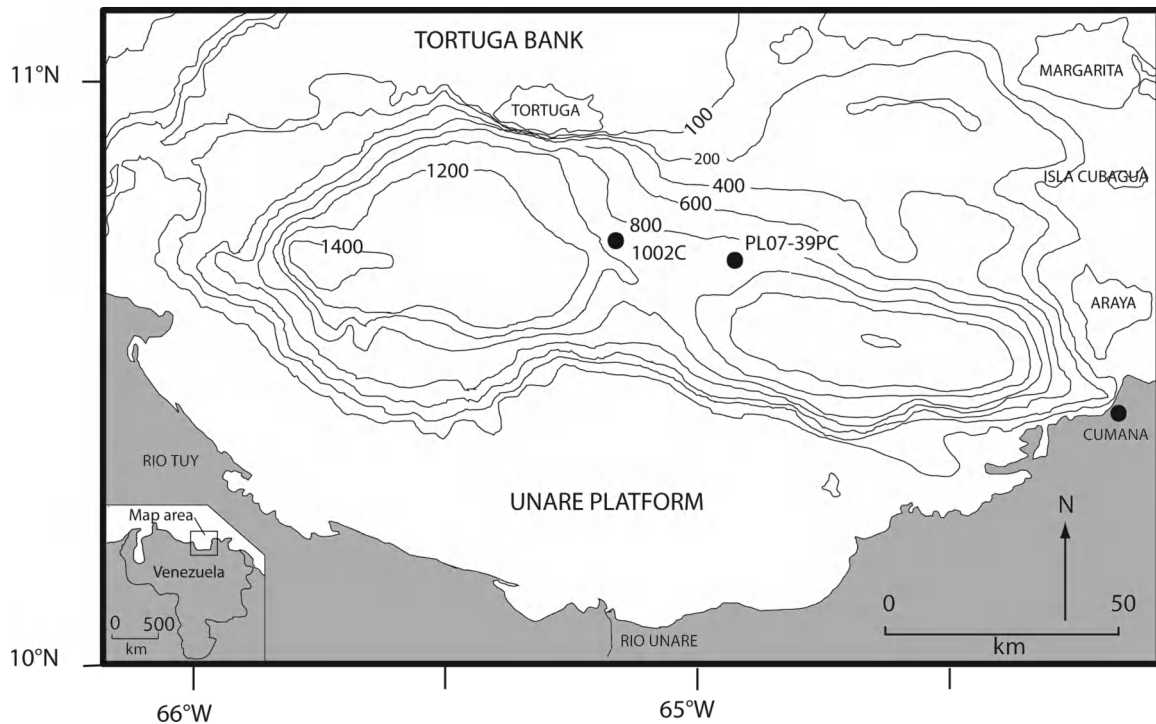 TORTUGA BANK
11°N
MARGARITA
TORTUGA
100
200
ISLA CUBAGUA
1200
400
600
800
1400
1002C
PL07-39PC
ARAYA
CUMANA
RIO TUY
UNARE PLATFORM
N
Map area
Venezuela
0
50
0 500
km
km
RIO UNARE
10°N
66°W
65°W